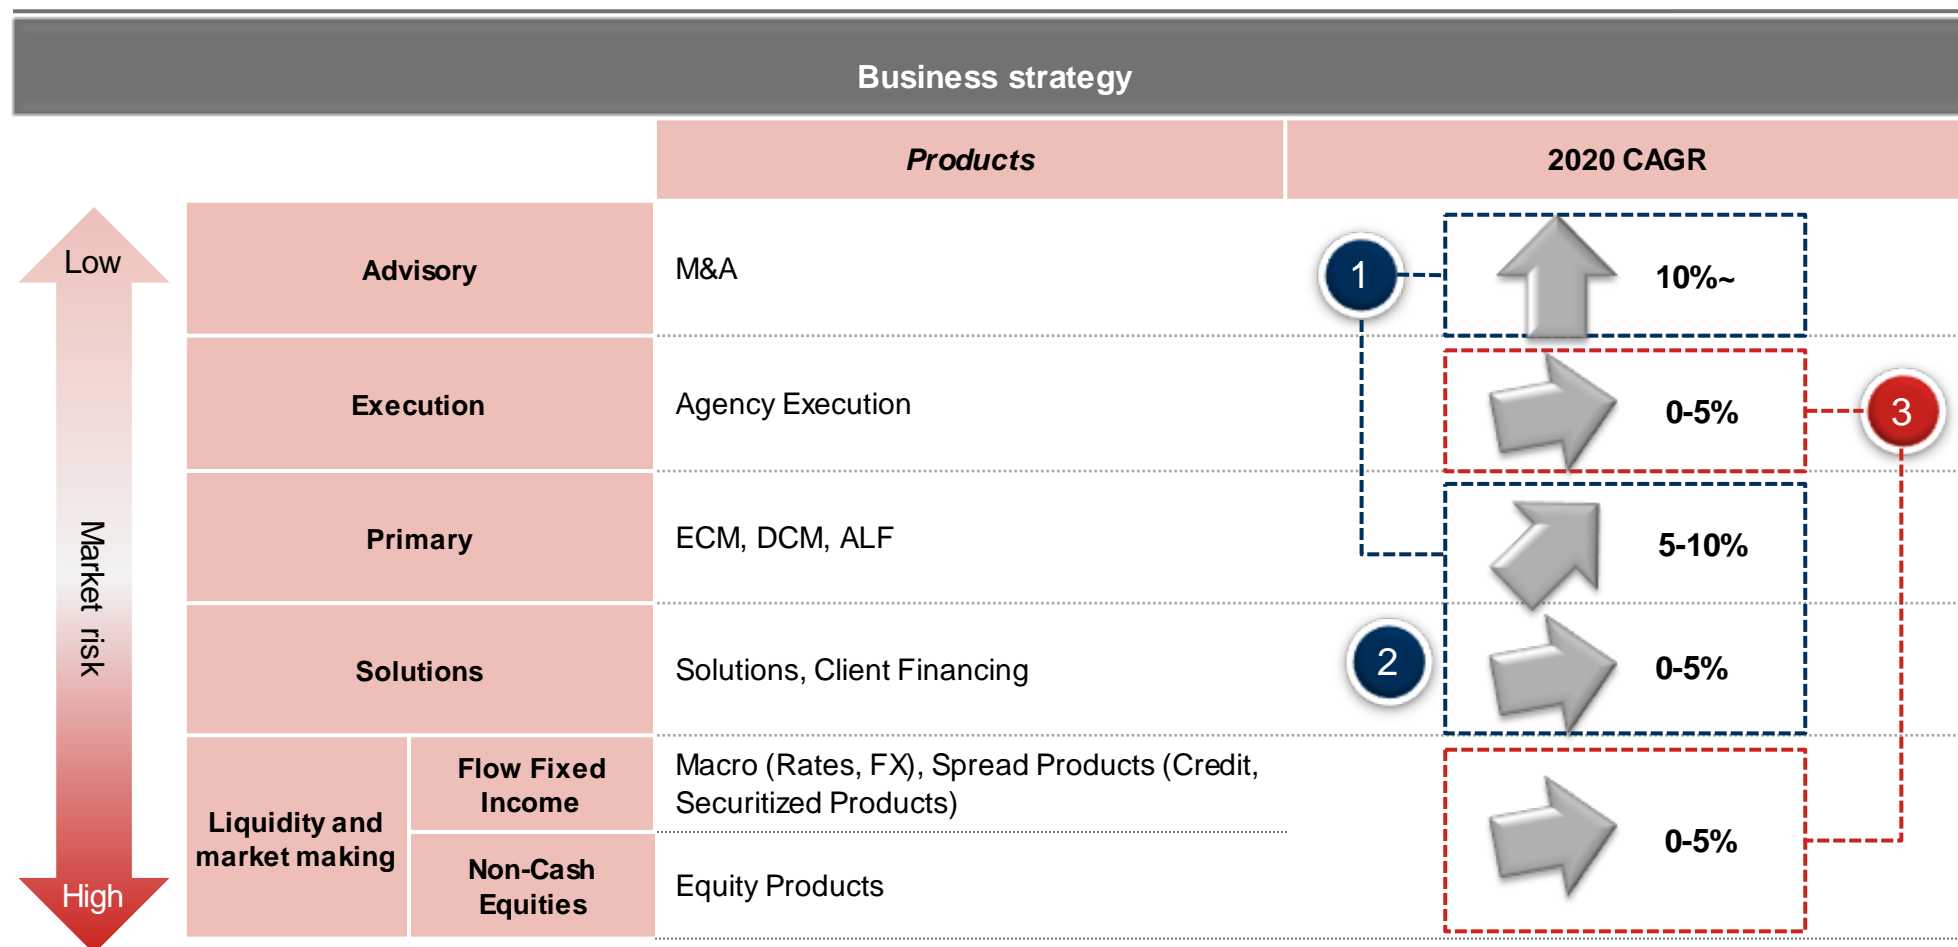 Business strategy
Products
2020 CAGR
Low
Market risk
High
Advisory
M&A
1
10%~
Execution
Agency Execution
0-5%
3
Primary
ECM, DCM, ALF
5-10%
Solutions
Solutions, Client Financing
2
0-5%
Liquidity and
market making
Flow Fixed
Income
Macro (Rates, FX), Spread Products (Credit,
Securitized Products)
0-5%
Non-Cash
Equities
Equity Products